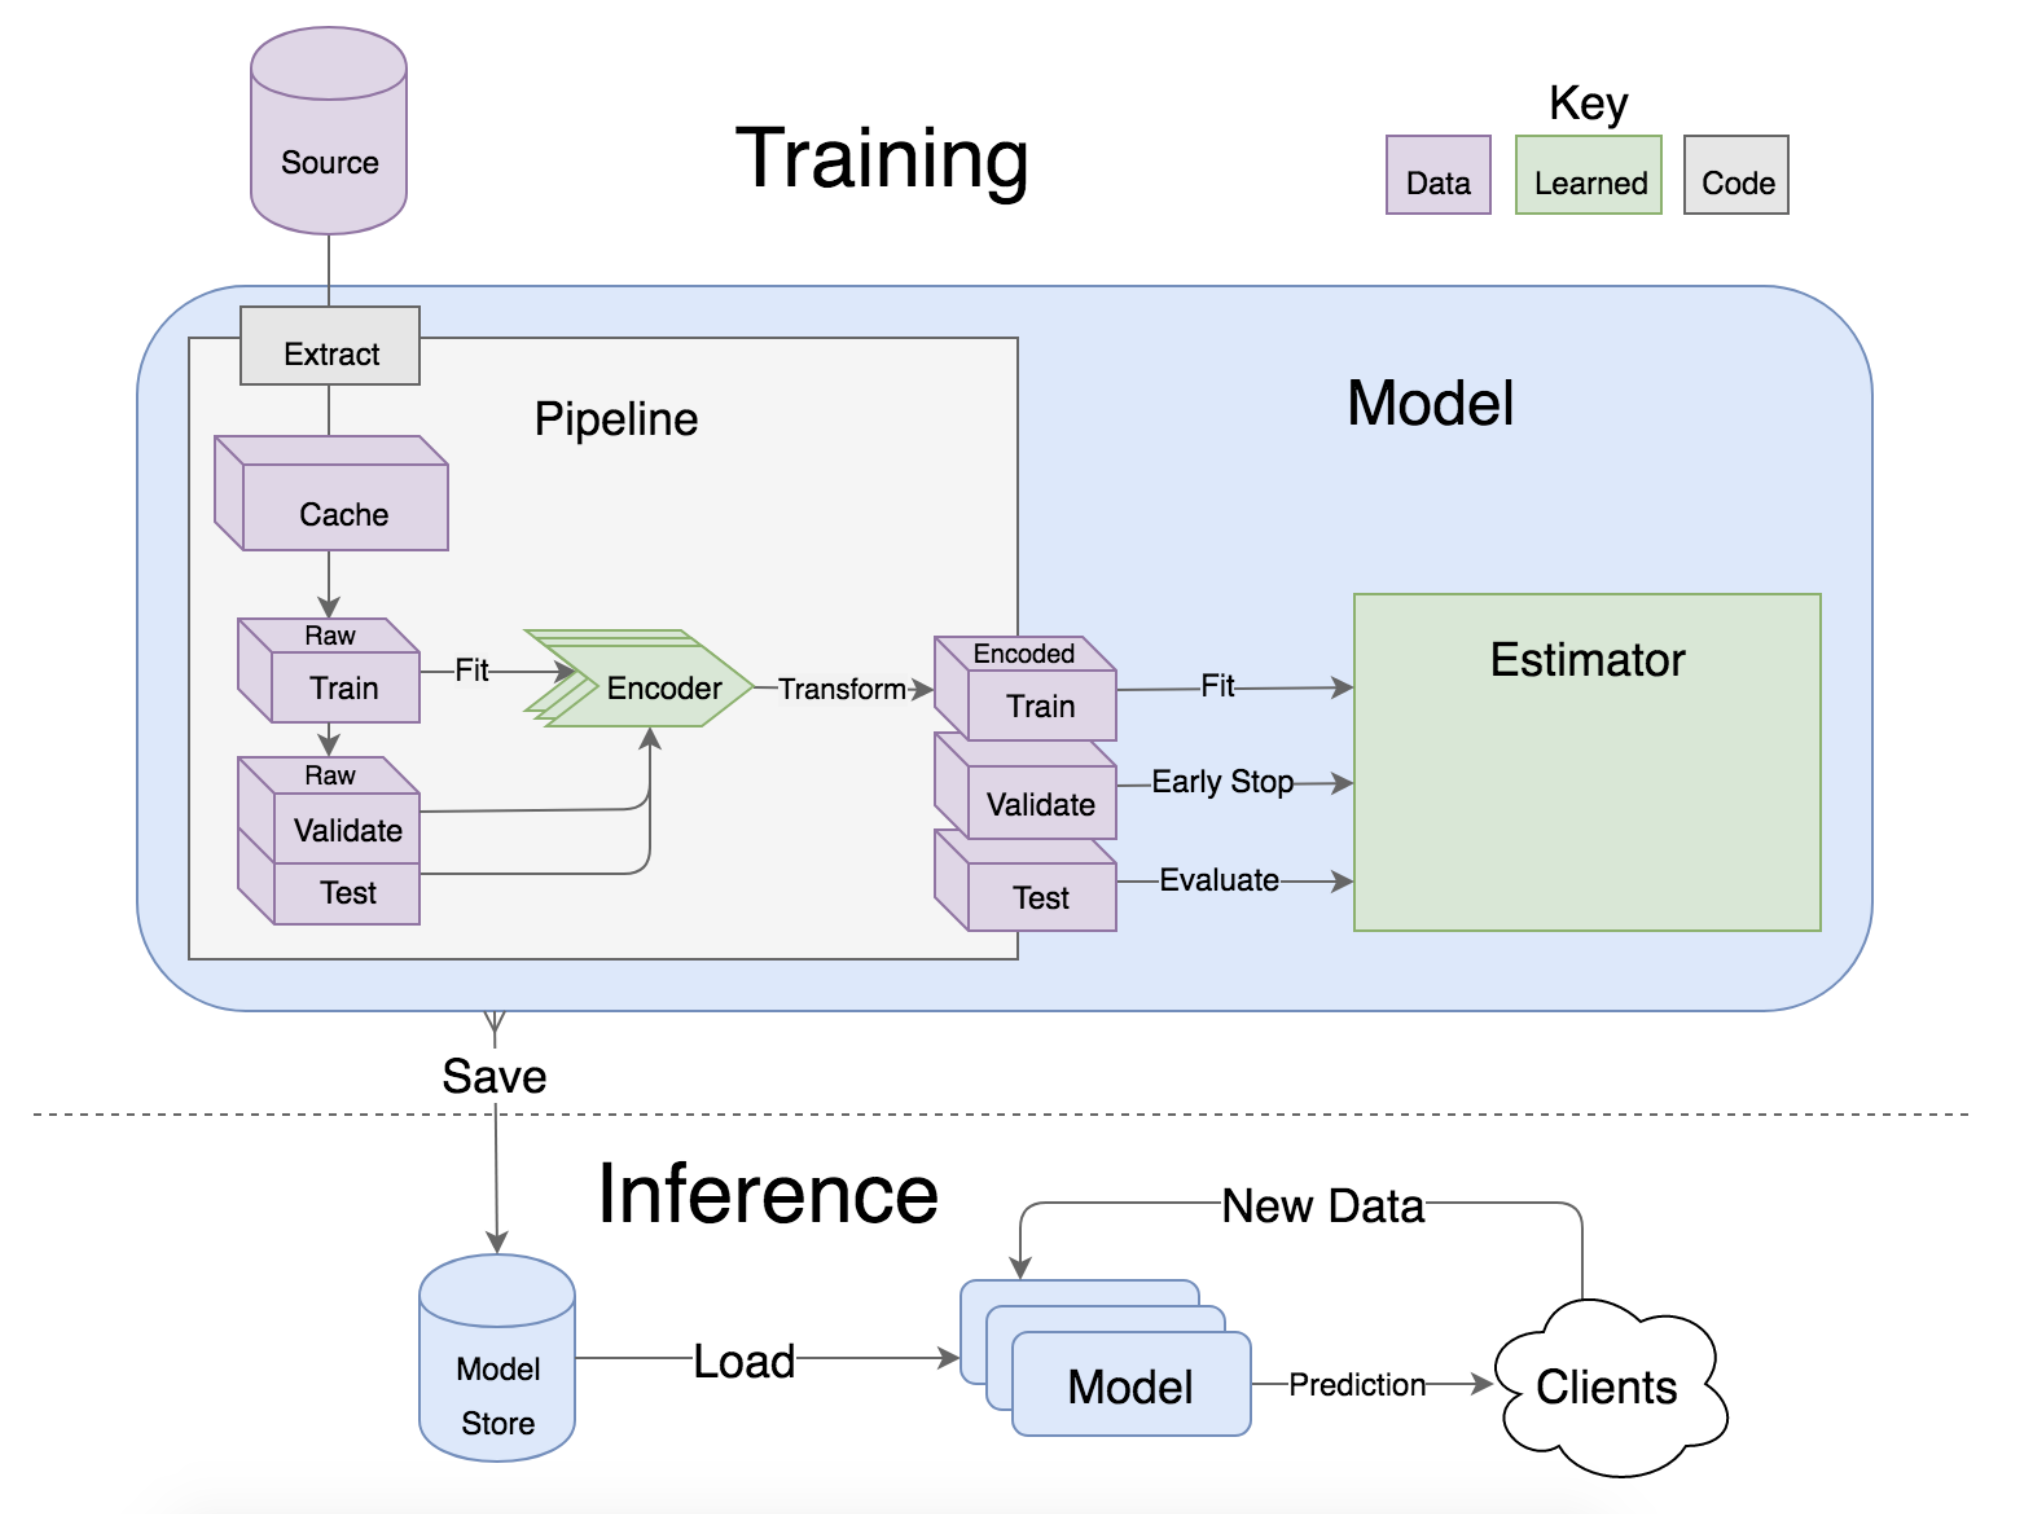 Source
Training
Key
Data
Learned
Code
Extract
Pipeline
Model
Cache
Raw
Train
Fit
Encoder
Transform
Encoded
Train
Fit
Estimator
Raw
Validate
Test
Validate
Early Stop
Test
Evaluate
Save
Inference
New Data
Model
Store
Load
Model
Prediction
Clients